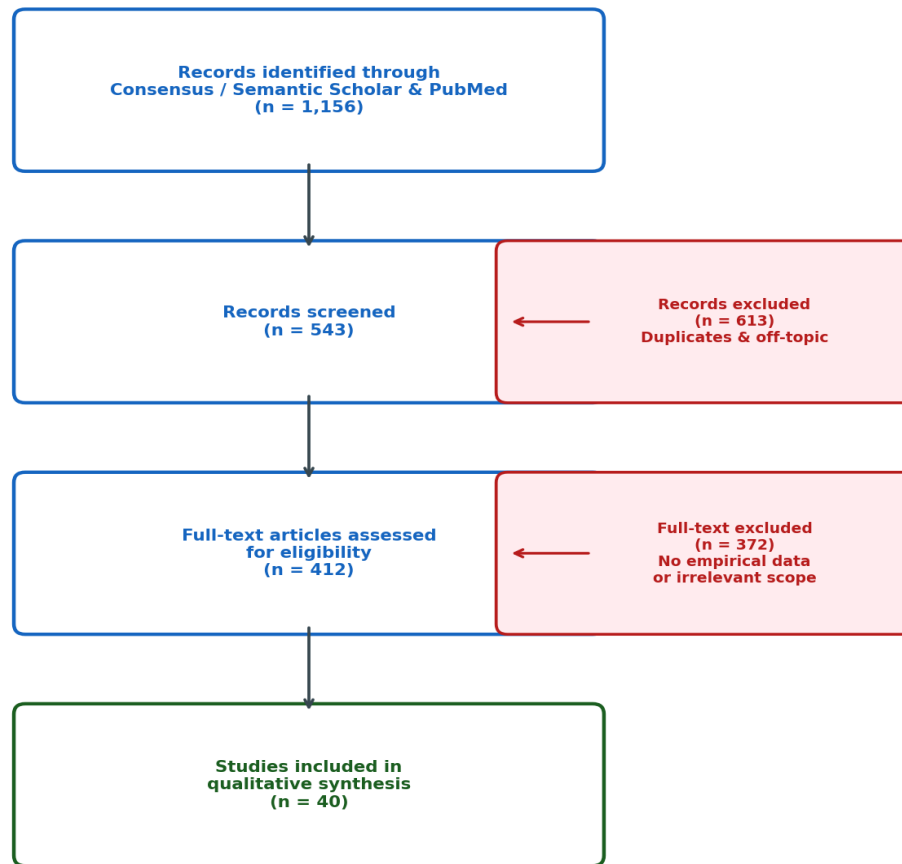 Records identified through
Consensus / Semantic Scholar & PubMed
(n = 1,156)
Records screened
(n = 543)
Records excluded
(n = 613)
Duplicates & off-topic
Full-text articles assessed
for eligibility
(n = 412)
Full-text excluded
(n = 372)
No empirical data
or irrelevant scope
Studies included in
qualitative synthesis
(n = 40)